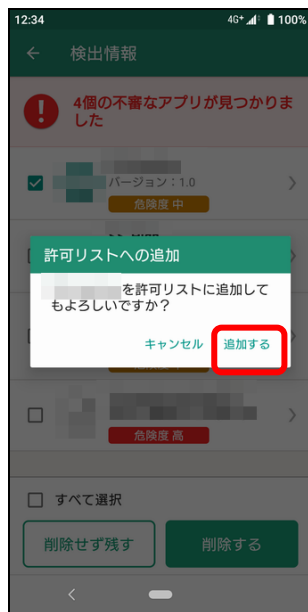 12:34
4G+
100%
検出情報
4個の不審なアプリが見つかりま
した
バージョン：1.0
危険度 中
許可リストへの追加
を許可リストに追加して
もよろしいですか？
キャンセル
追加する
危険度 高
すべて選択
削除せず残す
削除する